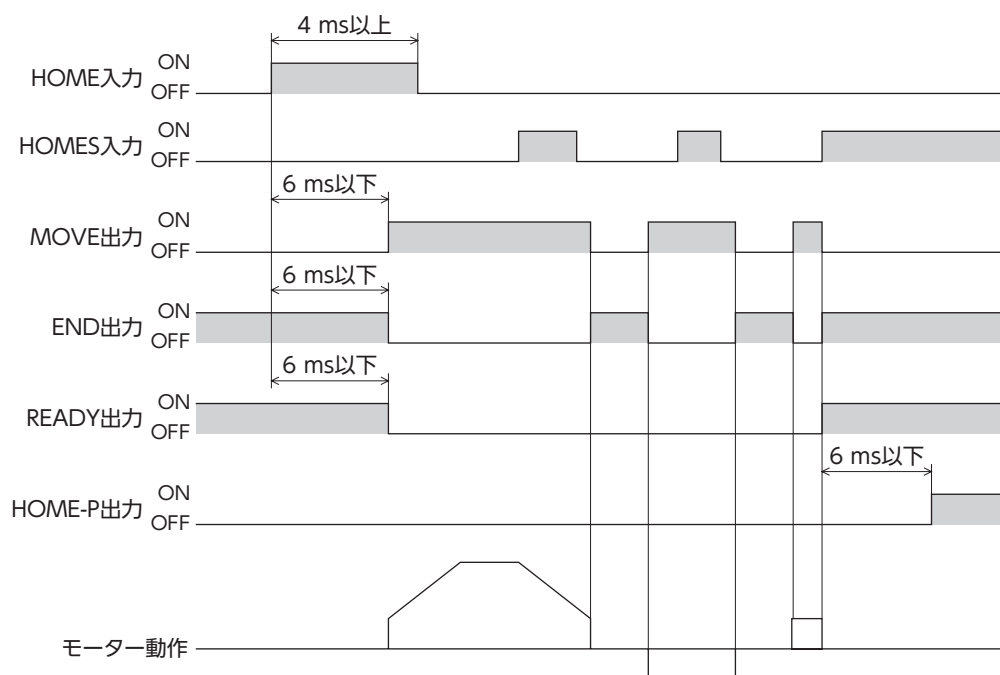 4 ms以上
HOME入力
ON
OFF
HOMES入力
ON
OFF
6 ms以下
MOVE出力
ON
OFF
6 ms以下
END出力
ON
OFF
6 ms以下
READY出力
ON
OFF
6 ms以下
HOME-P出力
ON
OFF
モーター動作